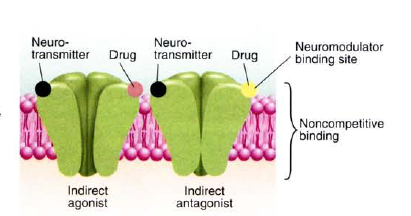 Neuro-
transmitter
Drug
Neuro-
transmitter
Drug
Neuromodulator
binding site
Noncompetitive
binding
Indirect
agonist
Indirect
antagonist